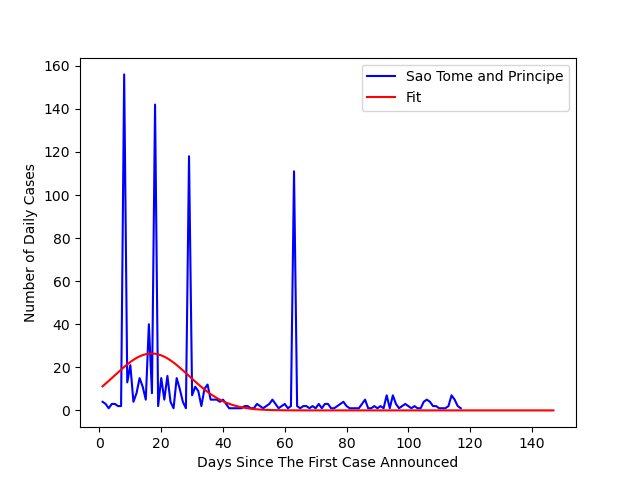 160
140
120
100
80
60
40
20
0
Number of Daily Cases
Sao Tome and Principe
Fit
0 20 40 60 80 100 120 140
Days Since The First Case Announced